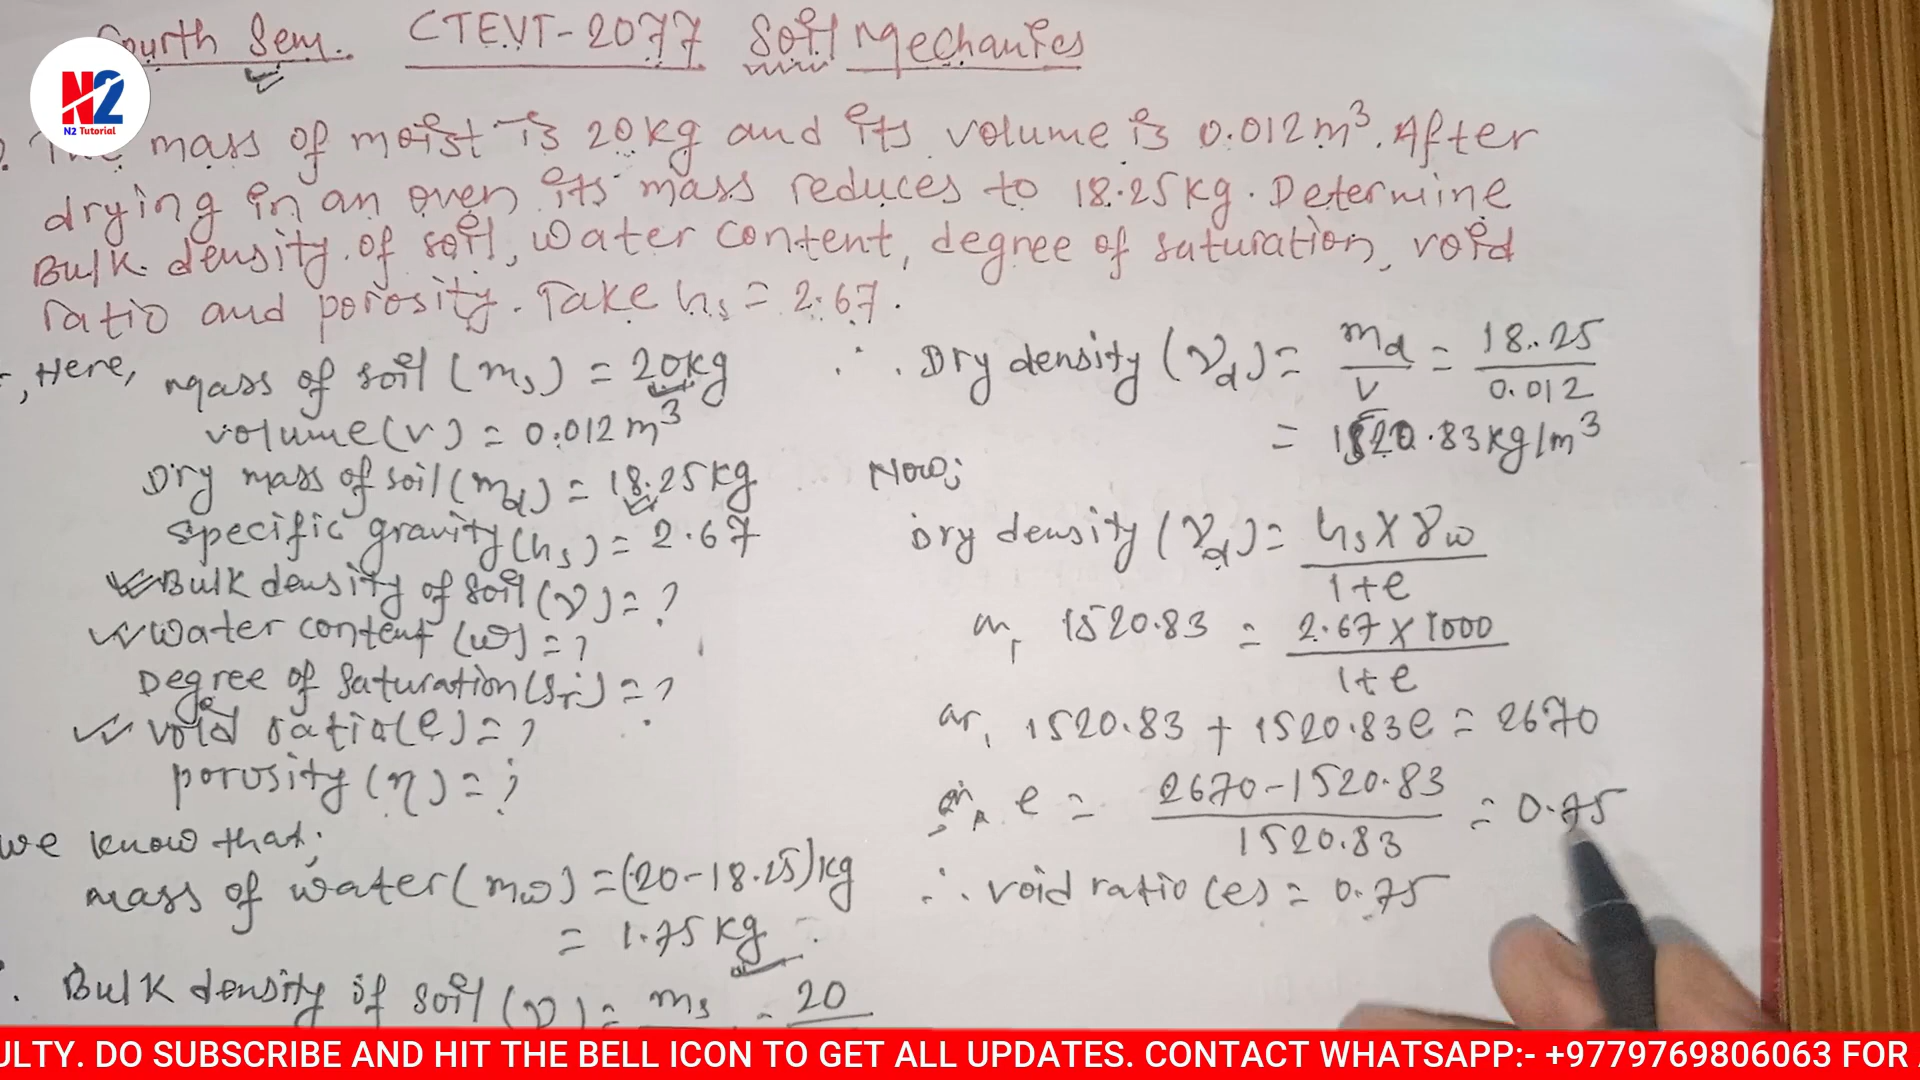 Fourth Sem. CTEVT-2077 Soil Mechanics
N2
N2 Tutorial
The mass of moist is 20kg and its volume is 0.012m³. After
drying in an oven its mass reduces to 18.25kg. Determine
Bulk density of soil, water content, degree of saturation, void
ratio and porosity. Take Gs = 2.67.
Here, mass of soil (ms) = 20kg
volume(v) = 0.012m³
Dry mass of soil(md) = 18.25kg
specific gravity(Gs) = 2.67
Bulk density of soil(γ) = ?
water content (w) = ?
Degree of saturation(Sr) = ?
void ratio(e) = ?
porosity (η) = ?
we know that;
mass of water(mw) = (20-18.25)kg
= 1.75kg
Bulk density of soil (γ) = ms = 20
∴ Dry density (γd) = md/v = 18.25/0.012
= 1520.83kg/m³
Now;
Dry density (γd) = Gs×γw/1+e
or, 1520.83 = 2.67×1000/1+e
or, 1520.83 + 1520.83e = 2670
or, e = 2670-1520.83/1520.83 = 0.75
∴ void ratio (e) = 0.75
ULTY. DO SUBSCRIBE AND HIT THE BELL ICON TO GET ALL UPDATES. CONTACT WHATSAPP:- +9779769806063 FOR